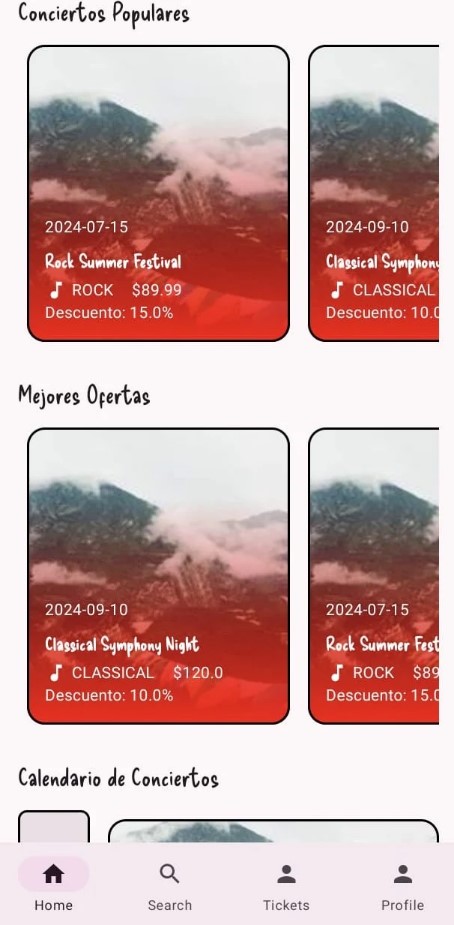 Conciertos Populares
2024-07-15
Rock Summer Festival
ROCK $89.99
Descuento: 15.0%
2024-09-10
Classical Symphony
CLASSICAL
Descuento: 10.0
Mejores Ofertas
2024-09-10
Classical Symphony Night
CLASSICAL $120.0
Descuento: 10.0%
2024-07-15
Rock Summer Fest
ROCK $89
Descuento: 15.0
Calendario de Conciertos
Home
Search
Tickets
Profile